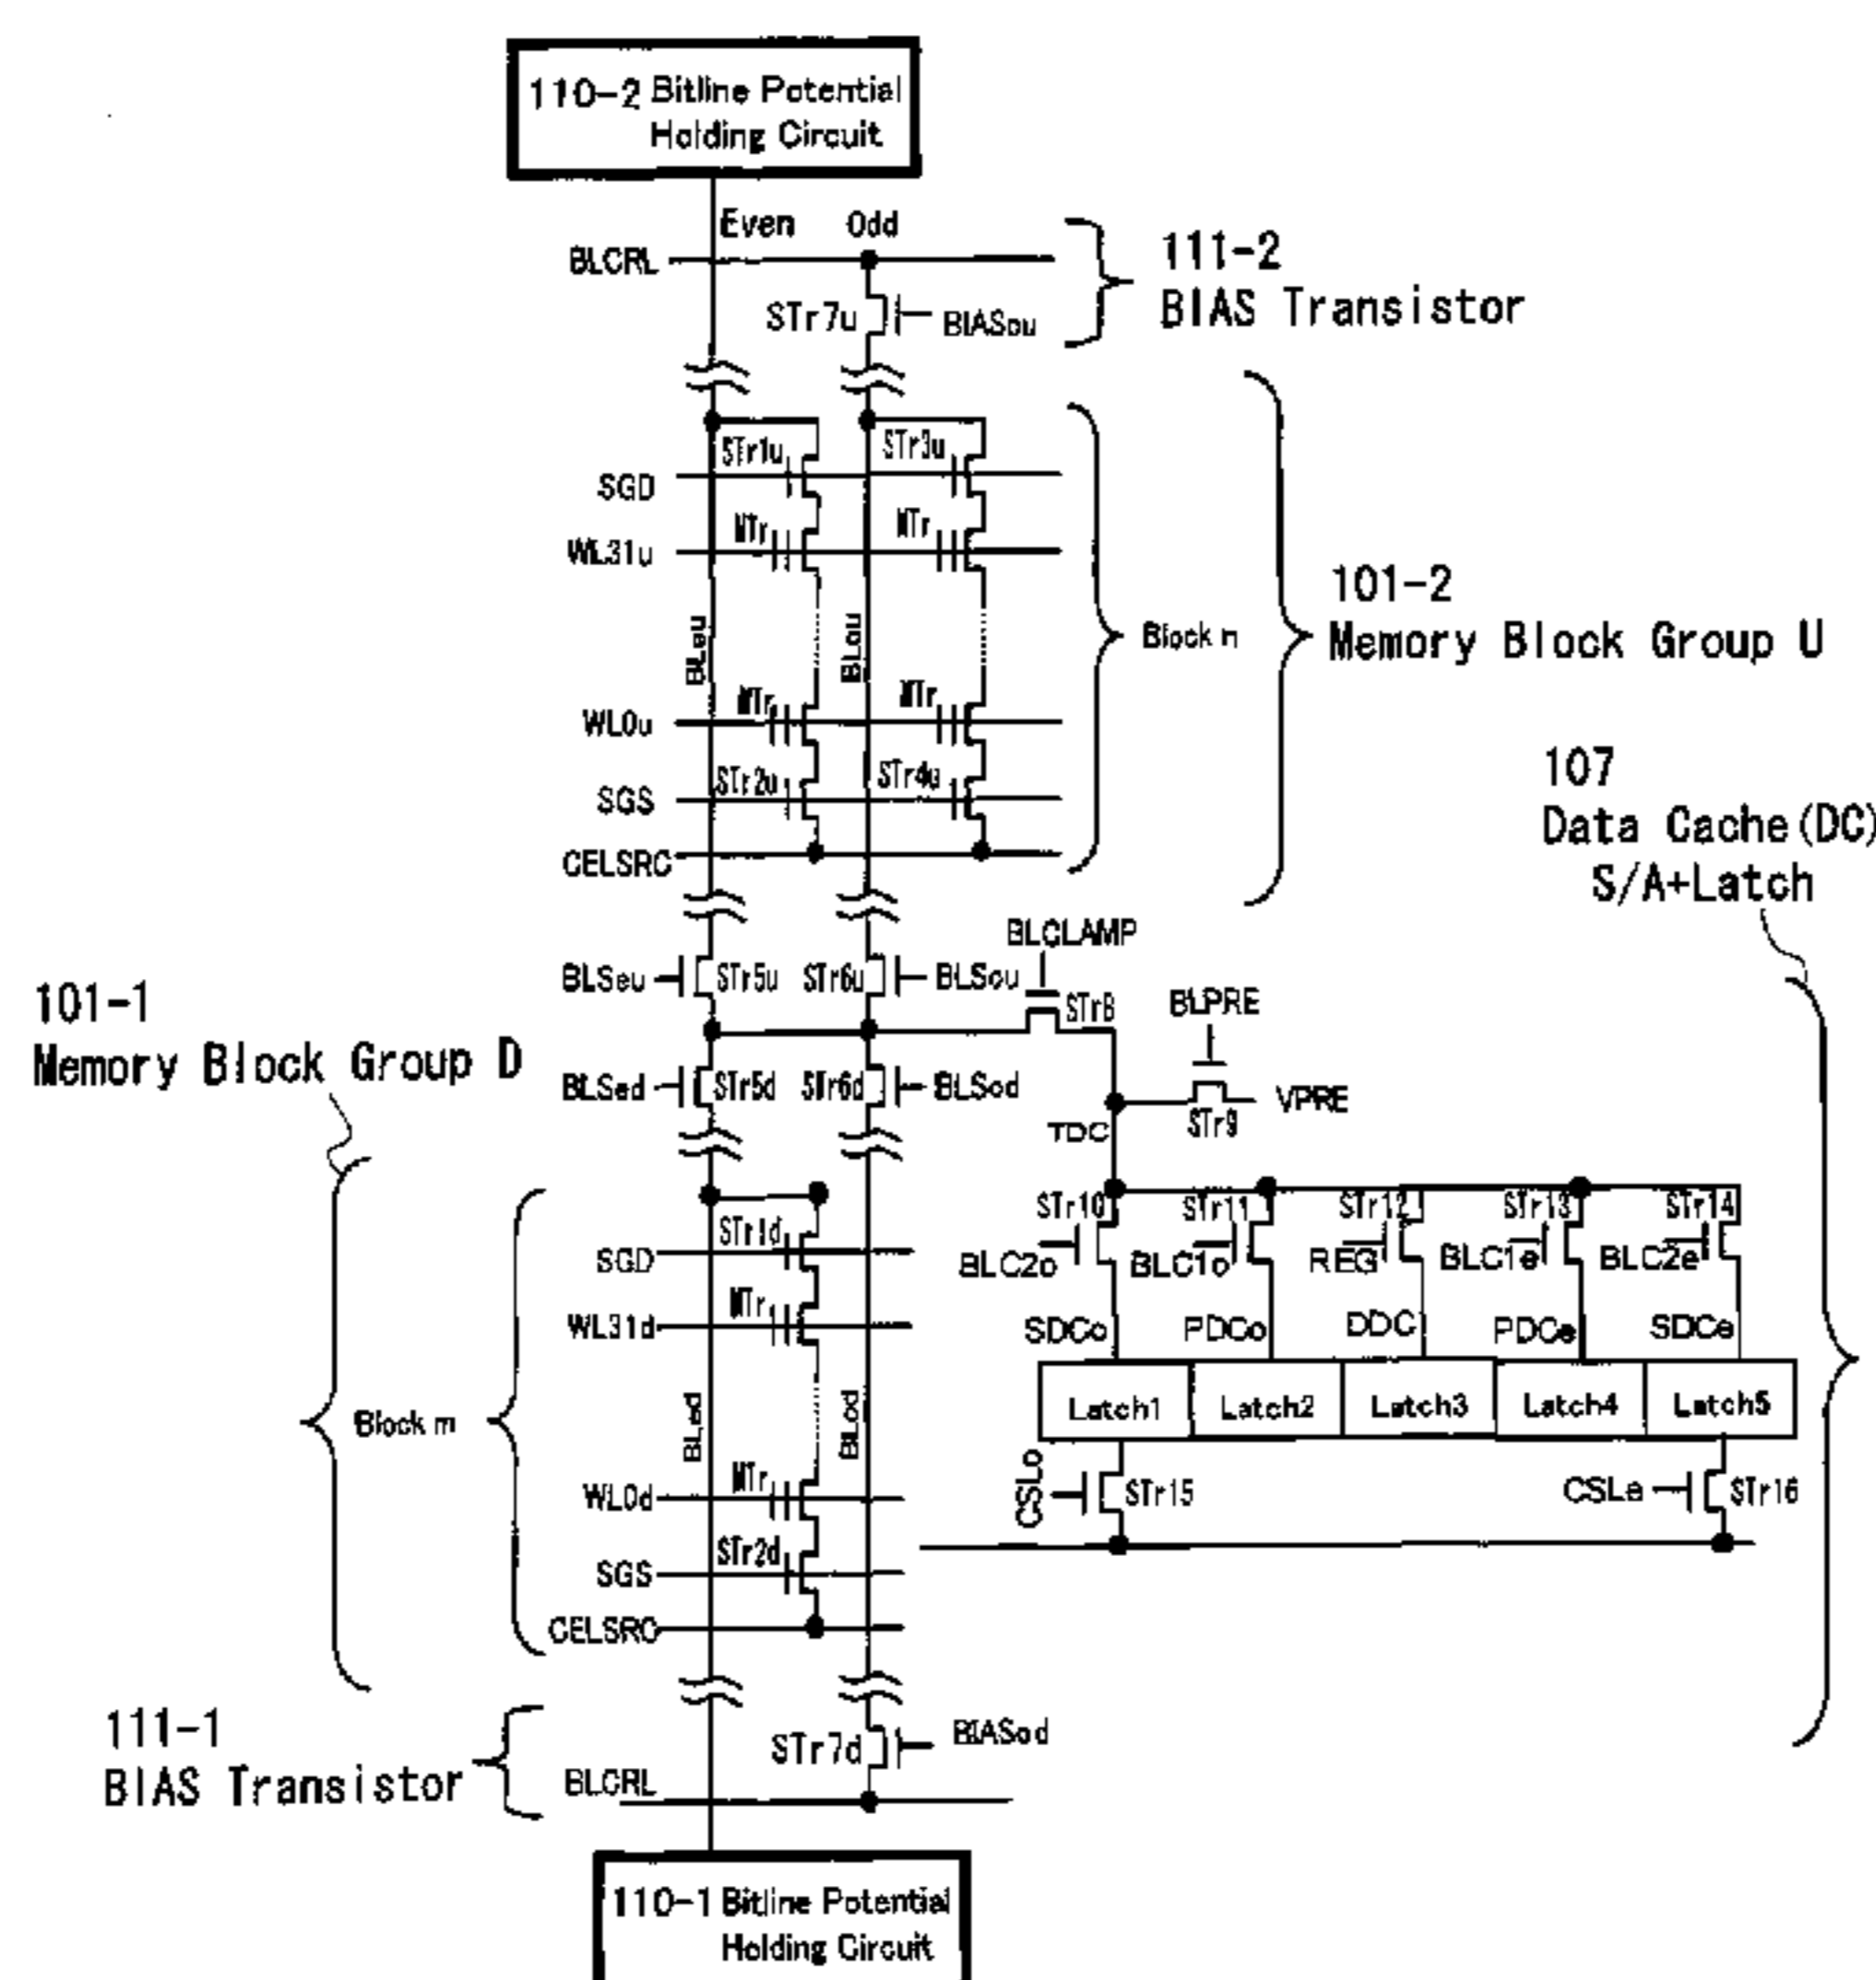 110-2 Bitline Potential
Holding Circuit
Even Odd
BLCRL
STr7u
BIASou
111-2
BIAS Transistor
STr1u
STr3u
SGD
MTr
MTr
WL31u
BLeu
BLou
Block n
101-2
Memory Block Group U
MTr
MTr
WL0u
STr2u
STr4u
SGS
CELSRC
107
Data Cache(DC)
S/A+Latch
BLCLAMP
BLSeu
STr5u
STr6u
BLSou
STr8
BLPRE
101-1
Memory Block Group D
BLSed
STr5d
STr6d
BLSod
VPRE
STr9
TDC
STr10
STr11
STr12
STr13
STr14
BLC2o
BLC1o
REG
BLC1e
BLC2e
STr1d
SGD
MTr
WL31d
SDCo
PDCo
DDC
PDCe
SDCe
Latch1
Latch2
Latch3
Latch4
Latch5
Block m
BLed
BLod
MTr
WL0d
CSLo
STr15
CSLe
STr16
STr2d
SGS
CELSRC
111-1
BIAS Transistor
STr7d
BIASod
BLCRL
110-1 Bitline Potential
Holding Circuit